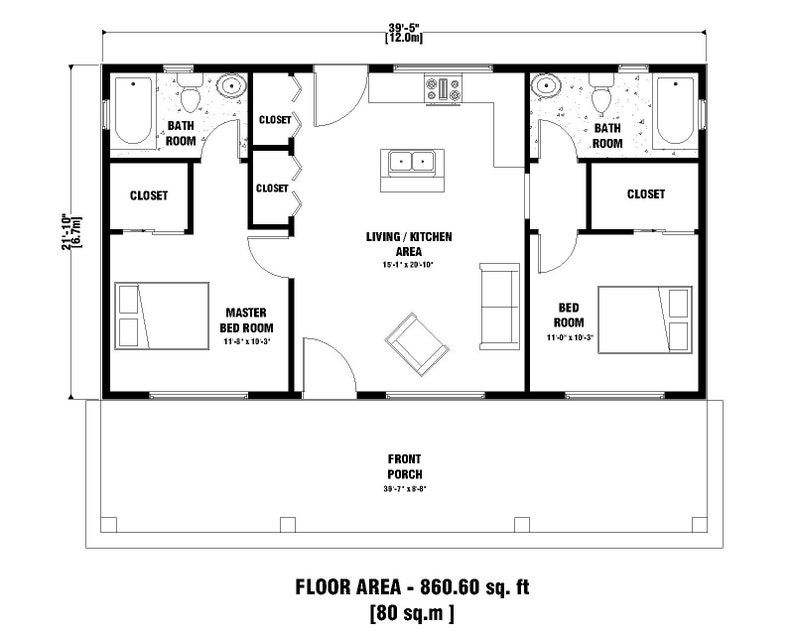 39'-5"
[12.0m]
21'-10"
[6.7m]
BATH
ROOM
CLOSET
BATH
ROOM
CLOSET
CLOSET
CLOSET
LIVING / KITCHEN
AREA
15'-1" x 20'-10"
MASTER
BED ROOM
11'-8" x 10'-3"
BED
ROOM
11'-0" x 10'-3"
FRONT
PORCH
39'-7" x 8'-8"
FLOOR AREA - 860.60 sq. ft
[80 sq.m ]